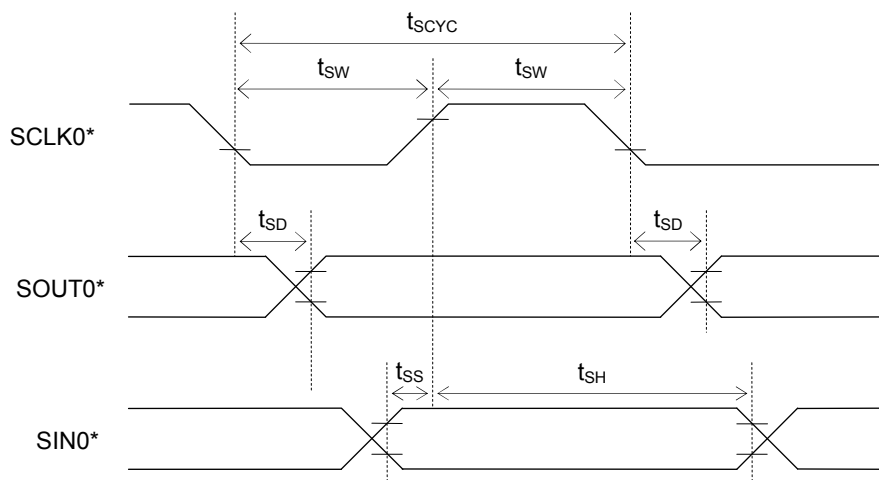 tSCYC
tSW tSW
SCLK0*
tSD tSD
SOUT0*
tSS tSH
SIN0*